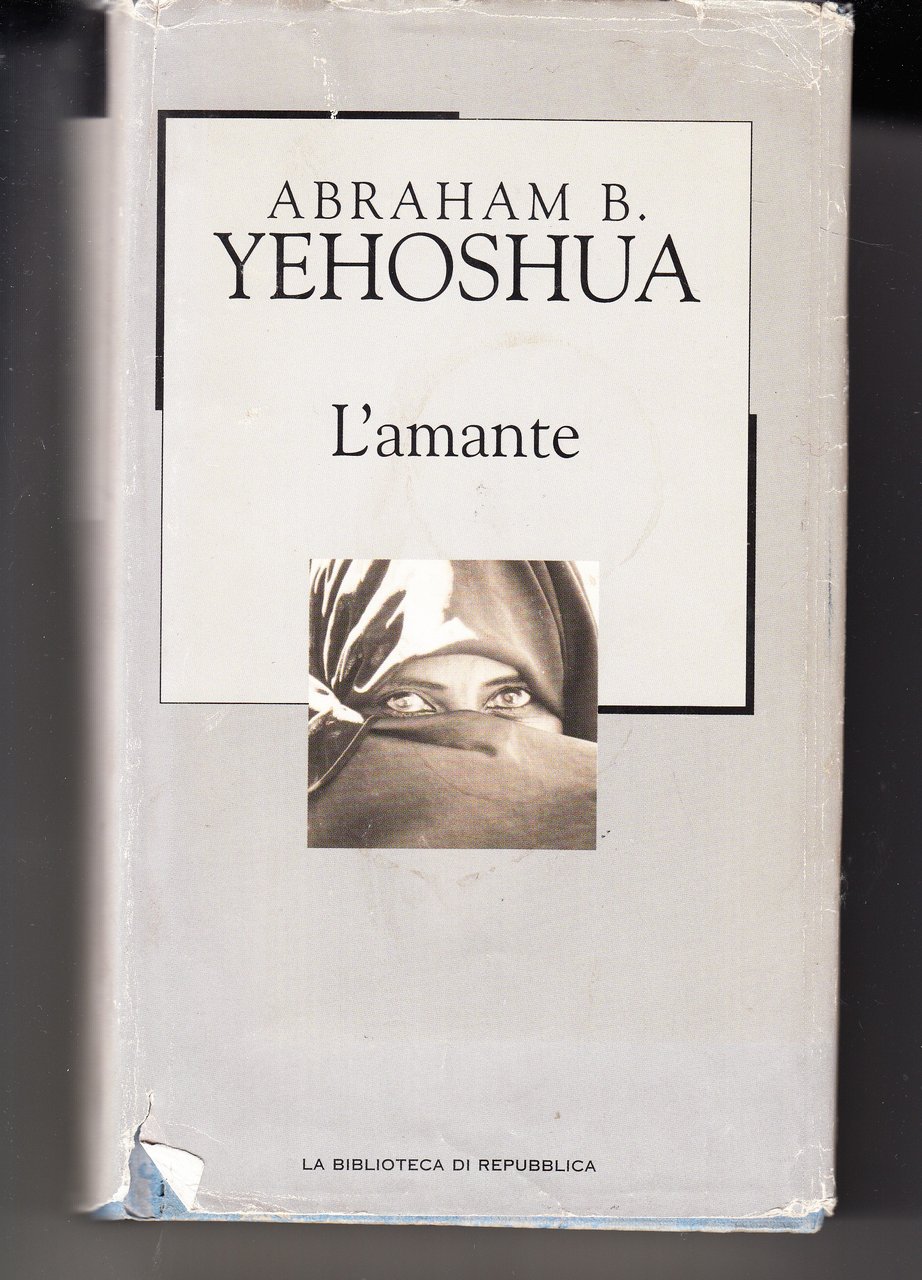 ABRAHAM B.
YEHOSHUA
L’amante
LA BIBLIOTECA DI REPUBBLICA